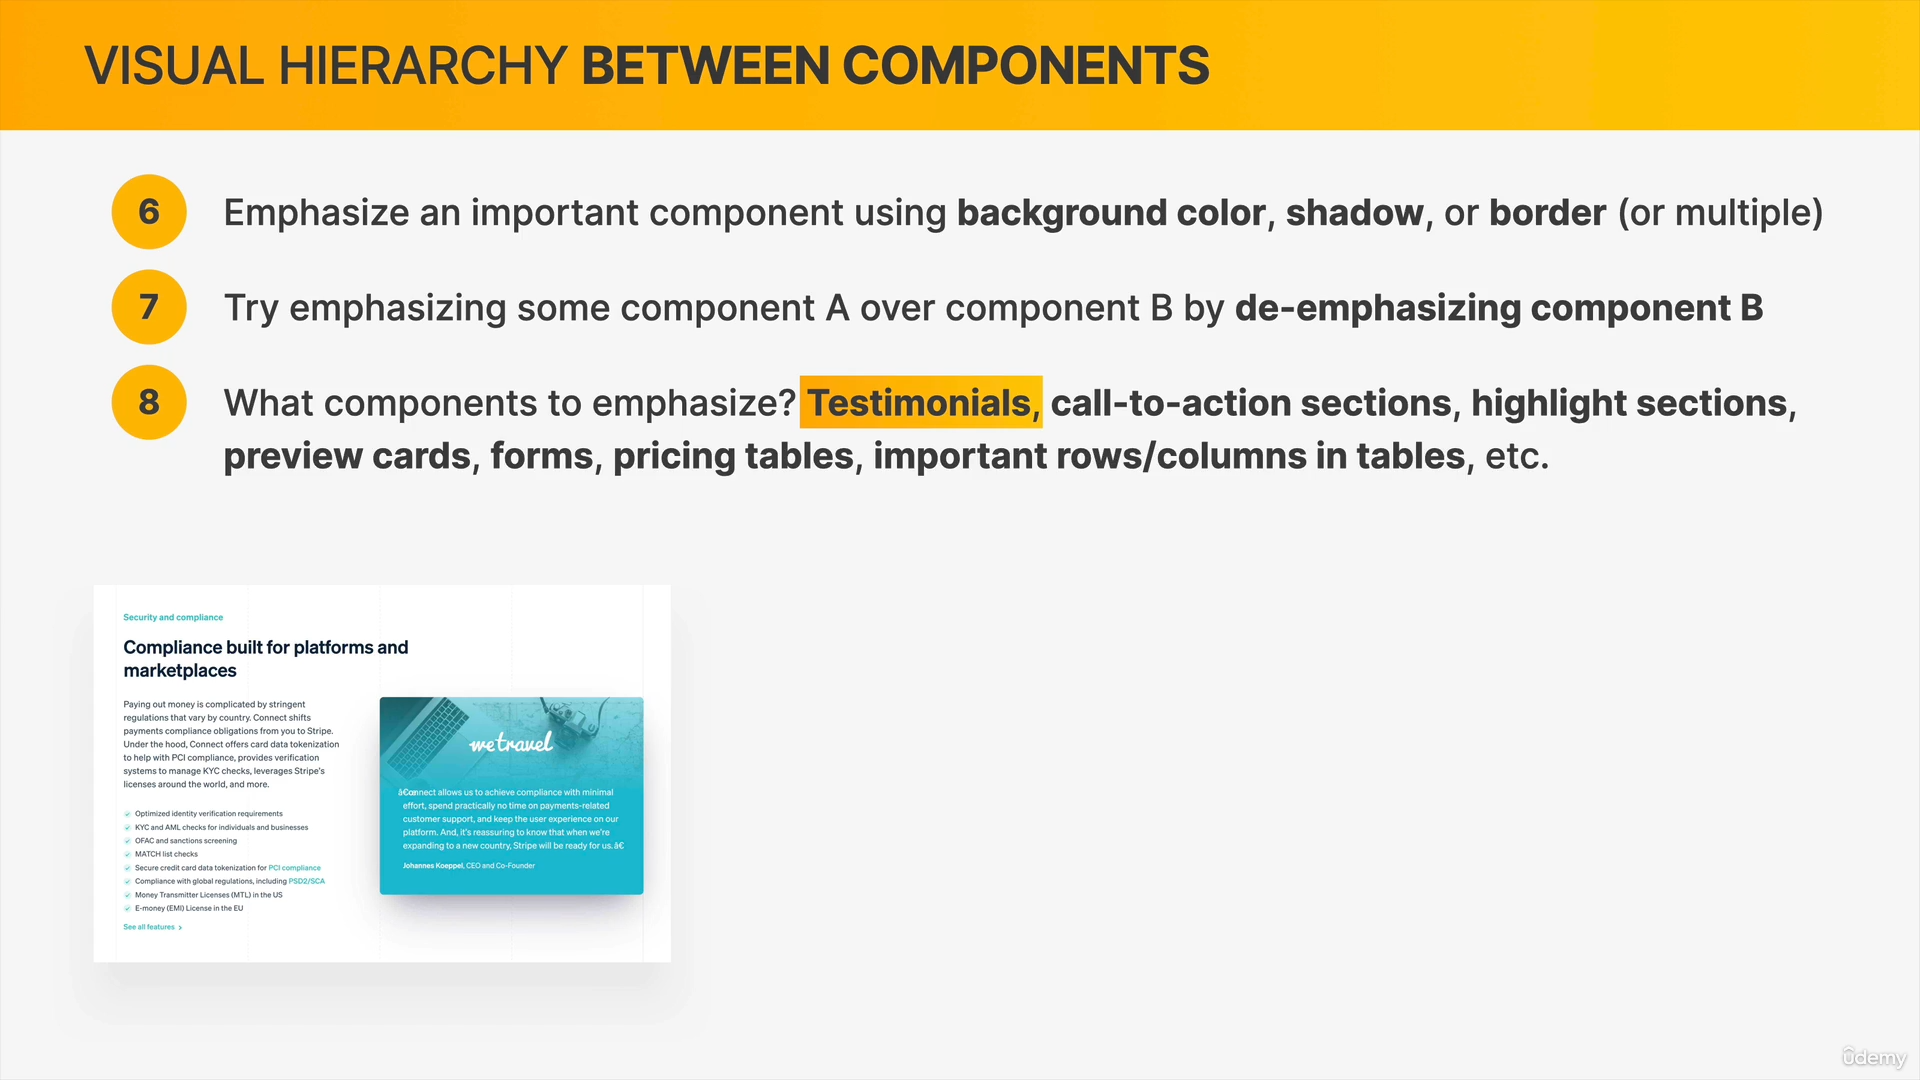 VISUAL HIERARCHY BETWEEN COMPONENTS
6 Emphasize an important component using background color, shadow, or border (or multiple)
7 Try emphasizing some component A over component B by de-emphasizing component B
8 What components to emphasize? Testimonials, call-to-action sections, highlight sections,
preview cards, forms, pricing tables, important rows/columns in tables, etc.
Security and compliance
Compliance built for platforms and
marketplaces
Paying out money is complicated by stringent
regulations that vary by country. Connect shifts
payments compliance obligations from you to Stripe.
Under the hood, Connect offers card data tokenization
to help with PCI compliance, provides verification
systems to manage KYC checks, leverages Stripe's
licenses around the world, and more.
Optimized identity verification requirements
KYC and AML checks for individuals and businesses
OFAC and sanctions screening
MATCH list checks
Secure credit card data tokenization for PCI compliance
Compliance with global regulations, including PSD2/SCA
Money Transmitter Licenses (MTL) in the US
E-money (EMI) License in the EU
See all features >
wetravel
allows us to achieve compliance with minimal
effort, spend practically no time on payments-related
customer support, and keep the user experience on our
platform. And, it's reassuring to know that when we're
expanding to a new country, Stripe will be ready for us. â€
Johannes Koeppel, CEO and Co-Founder
ûdemy